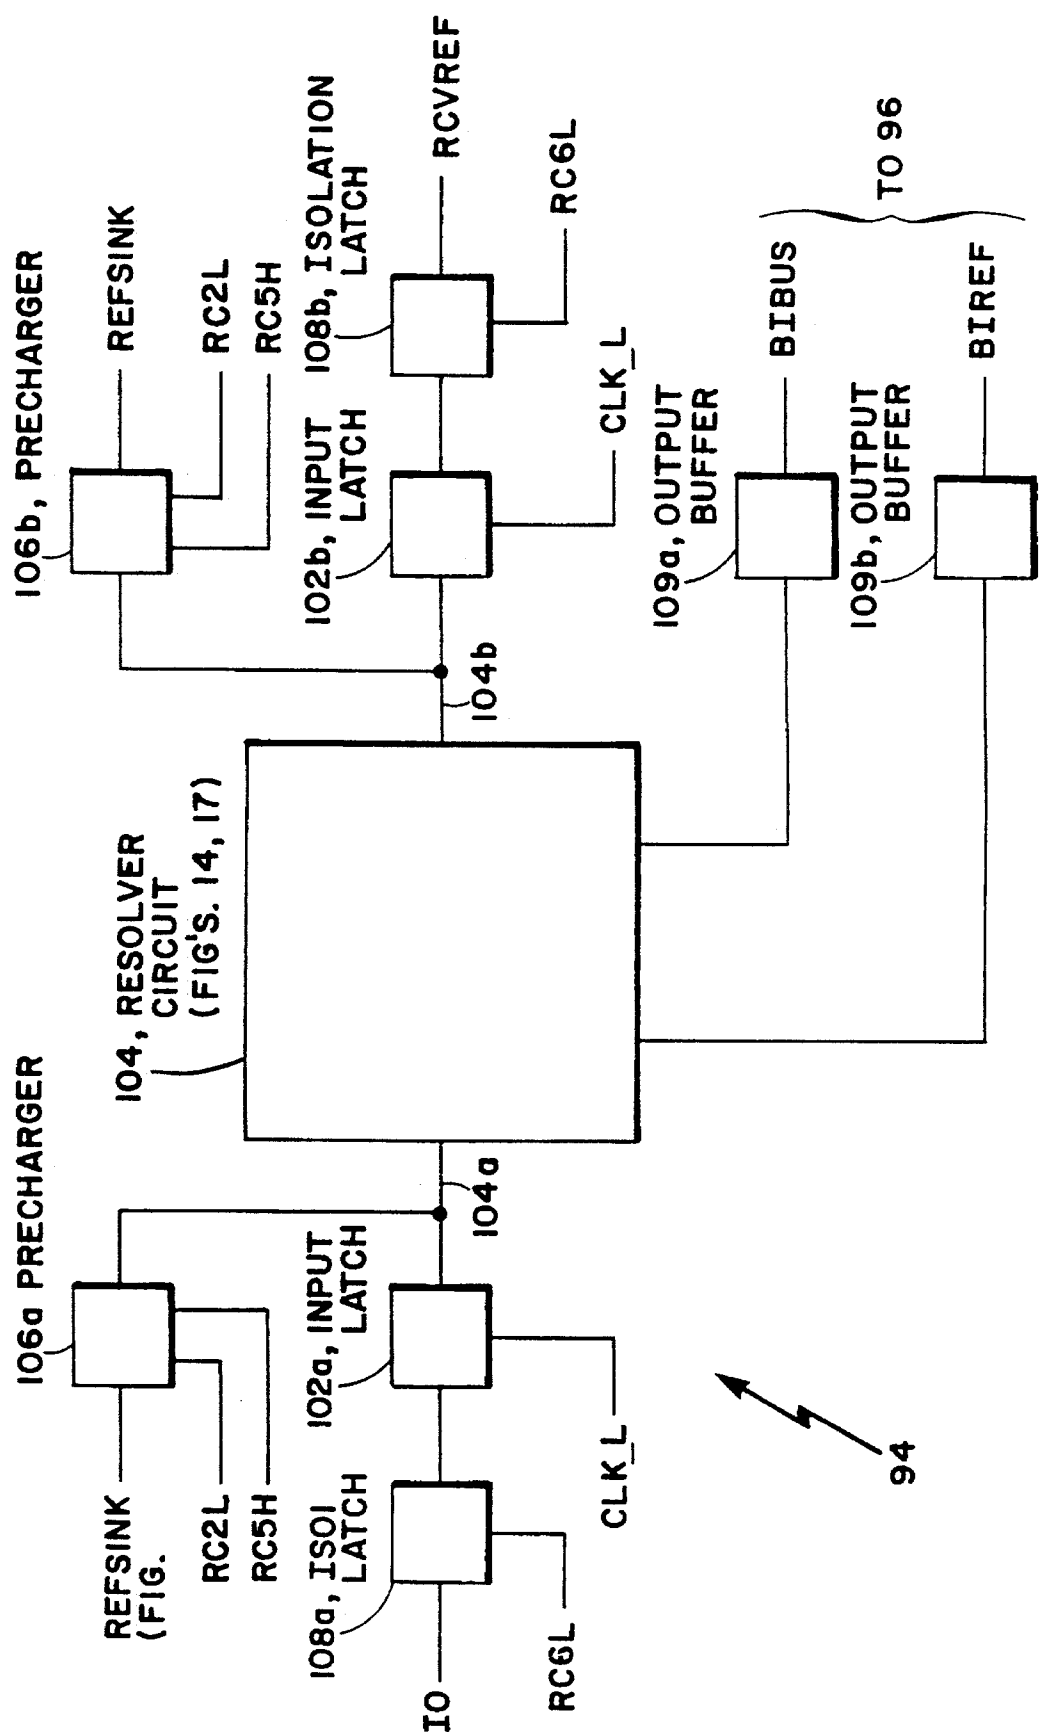 106a PRECHARGER
REFSINK
(FIG.
RC2L
RC5H
108a, ISO1
LATCH
102a, INPUT
LATCH
IO
RC6L
CLK_L
104a
104, RESOLVER
CIRCUIT
(FIG'S. 14, 17)
106b, PRECHARGER
REFSINK
RC2L
RC5H
102b, INPUT
LATCH
108b, ISOLATION
LATCH
RCVREF
104b
CLK_L
RC6L
109a, OUTPUT
BUFFER
BIBUS
109b, OUTPUT
BUFFER
BIREF
TO 96
94